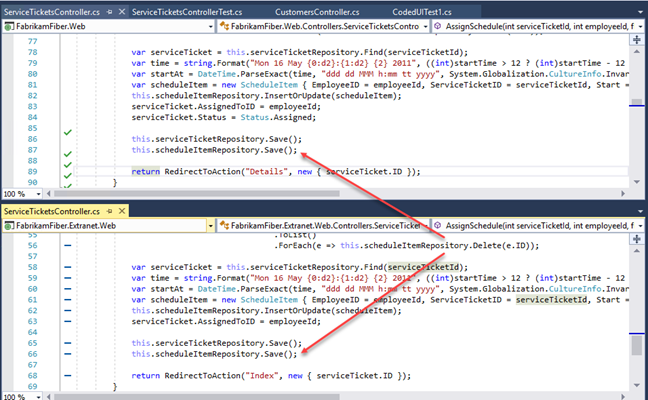 ServiceTicketsController.cs ServiceTicketsControllerTest.cs CustomersController.cs CodedUITest1.cs
FabrikamFiber.Web FabrikamFiber.Web.Controllers.ServiceTicketsContro AssignSchedule(int serviceTicketId, int employeeId, f
77
78 var serviceTicket = this.serviceTicketRepository.Find(serviceTicketId);
79 var time = string.Format("Mon 16 May {0:d2}:{1:d2} {2} 2011", ((int)startTime > 12 ? (int)startTime - 12
80 var startAt = DateTime.ParseExact(time, "ddd dd MMM h:mm tt yyyy", System.Globalization.CultureInfo.Invar
81 var scheduleItem = new ScheduleItem { EmployeeID = employeeId, ServiceTicketID = serviceTicketId, Start =
82 this.scheduleItemRepository.InsertOrUpdate(scheduleItem);
83 serviceTicket.AssignedToID = employeeId;
84 serviceTicket.Status = Status.Assigned;
85
86 this.serviceTicketRepository.Save();
87 this.scheduleItemRepository.Save();
88
89 return RedirectToAction("Details", new { serviceTicket.ID });
90 }
100 %
ServiceTicketsController.cs
FabrikamFiber.Extranet.Web FabrikamFiber.Extranet.Web.Controllers.ServiceTicket AssignSchedule(int serviceTicketId, int employeeId, f
55 .ToList()
56 .ForEach(e => this.scheduleItemRepository.Delete(e.ID));
58 var serviceTicket = this.serviceTicketRepository.Find(serviceTicketId);
59 var time = string.Format("Mon 16 May {0:d2}:{1:d2} {2} 2011", ((int)startTime > 12 ? (int)startTime - 12
60 var startAt = DateTime.ParseExact(time, "ddd dd MMM h:mm tt yyyy", System.Globalization.CultureInfo.Invar
61 var scheduleItem = new ScheduleItem { EmployeeID = employeeId, ServiceTicketID = serviceTicketId, Start =
62 this.scheduleItemRepository.InsertOrUpdate(scheduleItem);
63 serviceTicket.AssignedToID = employeeId;
64
65 this.serviceTicketRepository.Save();
66 this.scheduleItemRepository.Save();
67
68 return RedirectToAction("Index", new { serviceTicket.ID });
69 }
100 %